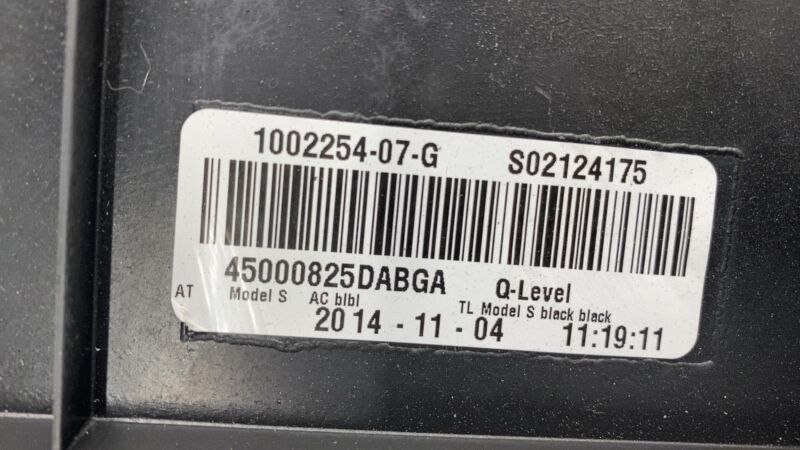 1002254-07-G S02124175
45000825DABGA Q-Level
AT Model S AC blbl TL Model S black black
2014-11-04 11:19:11